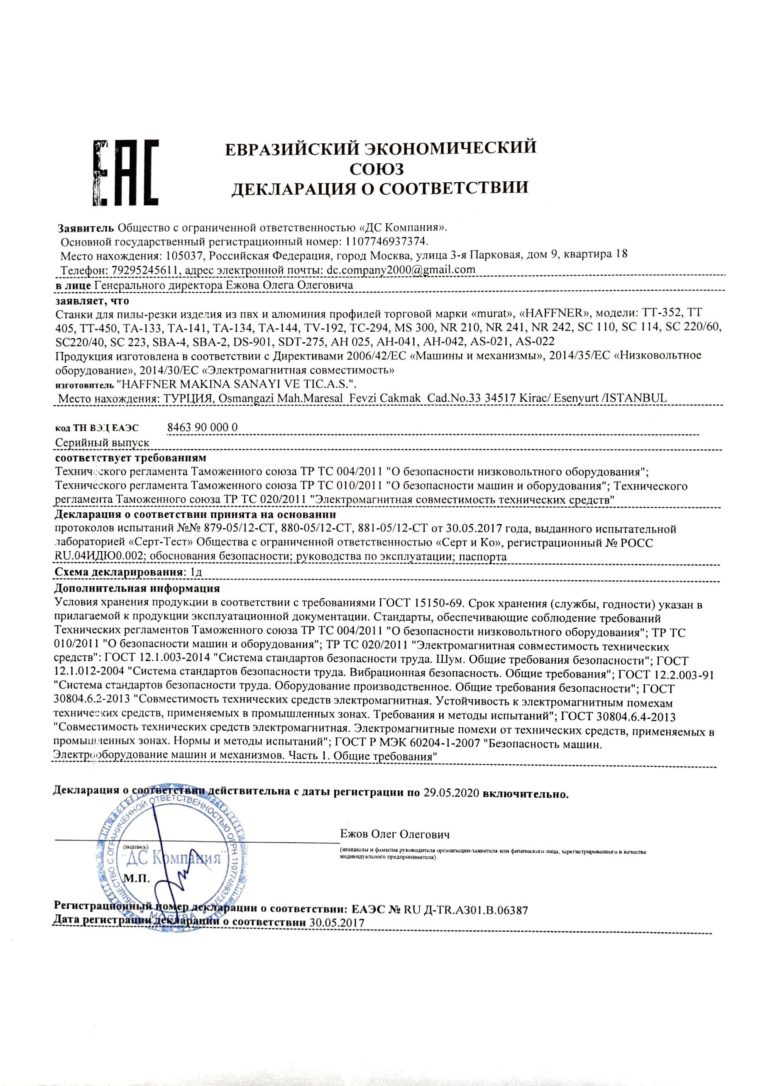 ЕАС
ЕВРАЗИЙСКИЙ ЭКОНОМИЧЕСКИЙ
СОЮЗ
ДЕКЛАРАЦИЯ О СООТВЕТСТВИИ
Заявитель Общество с ограниченной ответственностью «ДС Компания».
Основной государственный регистрационный номер: 1107746937374.
Место нахождения: 105037, Российская Федерация, город Москва, улица 3-я Парковая, дом 9, квартира 18
Телефон: 79295245611, адрес электронной почты: dc.company2000@gmail.com
в лице Генерального директора Ежова Олега Олеговича
заявляет, что
Станки для пилы-резки изделия из пвх и алюминия профилей торговой марки «murat», «HAFFNER», модели: ТТ-352, ТТ
405, ТТ-450, ТА-133, ТА-141, ТА-134, ТА-144, TV-192, TC-294, MS 300, NR 210, NR 241, NR 242, SC 110, SC 114, SC 220/60,
SC220/40, SC 223, SBA-4, SBA-2, DS-901, SDT-275, AH 025, AH-041, AH-042, AS-021, AS-022
Продукция изготовлена в соответствии с Директивами 2006/42/ЕС «Машины и механизмы», 2014/35/ЕС «Низковольтное
оборудование», 2014/30/ЕС «Электромагнитная совместимость»
изготовитель "HAFFNER MAKINA SANAYI VE TIC.A.S.".
Место нахождения: ТУРЦИЯ, Osmangazi Mah.Maresal Fevzi Cakmak Cad.No.33 34517 Kirac/ Esenyurt /ISTANBUL
код ТН ВЭД ЕАЭС 8463 90 000 0
Серийный выпуск
соответствует требованиям
Технического регламента Таможенного союза ТР ТС 004/2011 "О безопасности низковольтного оборудования";
Технического регламента Таможенного союза ТР ТС 010/2011 "О безопасности машин и оборудования"; Технического
регламента Таможенного союза ТР ТС 020/2011 "Электромагнитная совместимость технических средств"
Декларация о соответствии принята на основании
протоколов испытаний №№ 879-05/12-СТ, 880-05/12-СТ, 881-05/12-СТ от 30.05.2017 года, выданного испытательной
лабораторией «Серт-Тест» Общества с ограниченной ответственностью «Серт и Ко», регистрационный № РОСС
RU.04ИДЮ0.002; обоснования безопасности; руководства по эксплуатации; паспорта
Схема декларирования: 1д
Дополнительная информация
Условия хранения продукции в соответствии с требованиями ГОСТ 15150-69. Срок хранения (службы, годности) указан в
прилагаемой к продукции эксплуатационной документации. Стандарты, обеспечивающие соблюдение требований
Технических регламентов Таможенного союза ТР ТС 004/2011 "О безопасности низковольтного оборудования"; ТР ТС
010/2011 "О безопасности машин и оборудования"; ТР ТС 020/2011 "Электромагнитная совместимость технических
средств": ГОСТ 12.1.003-2014 "Система стандартов безопасности труда. Шум. Общие требования безопасности"; ГОСТ
12.1.012-2004 "Система стандартов безопасности труда. Вибрационная безопасность. Общие требования"; ГОСТ 12.2.003-91
"Система стандартов безопасности труда. Оборудование производственное. Общие требования безопасности"; ГОСТ
30804.6.2-2013 "Совместимость технических средств электромагнитная. Устойчивость к электромагнитным помехам
технических средств, применяемых в промышленных зонах. Требования и методы испытаний"; ГОСТ 30804.6.4-2013
"Совместимость технических средств электромагнитная. Электромагнитные помехи от технических средств, применяемых в
промышленных зонах. Нормы и методы испытаний"; ГОСТ Р МЭК 60204-1-2007 "Безопасность машин.
Электрооборудование машин и механизмов. Часть 1. Общие требования"
Декларация о соответствии действительна с даты регистрации по 29.05.2020 включительно.
Ежов Олег Олегович
(подпись)
(инициалы и фамилия руководителя организации-заявителя или физического лица, зарегистрированного в качестве
индивидуального предпринимателя)
ОБЩЕСТВО С ОГРАНИЧЕННОЙ ОТВЕТСТВЕННОСТЬЮ ОГРН 1107746937374
"ДС Компания"
МОСКВА
М.П.
Регистрационный номер декларации о соответствии: ЕАЭС № RU Д-TR.АЗ01.В.06387
Дата регистрации декларации о соответствии 30.05.2017